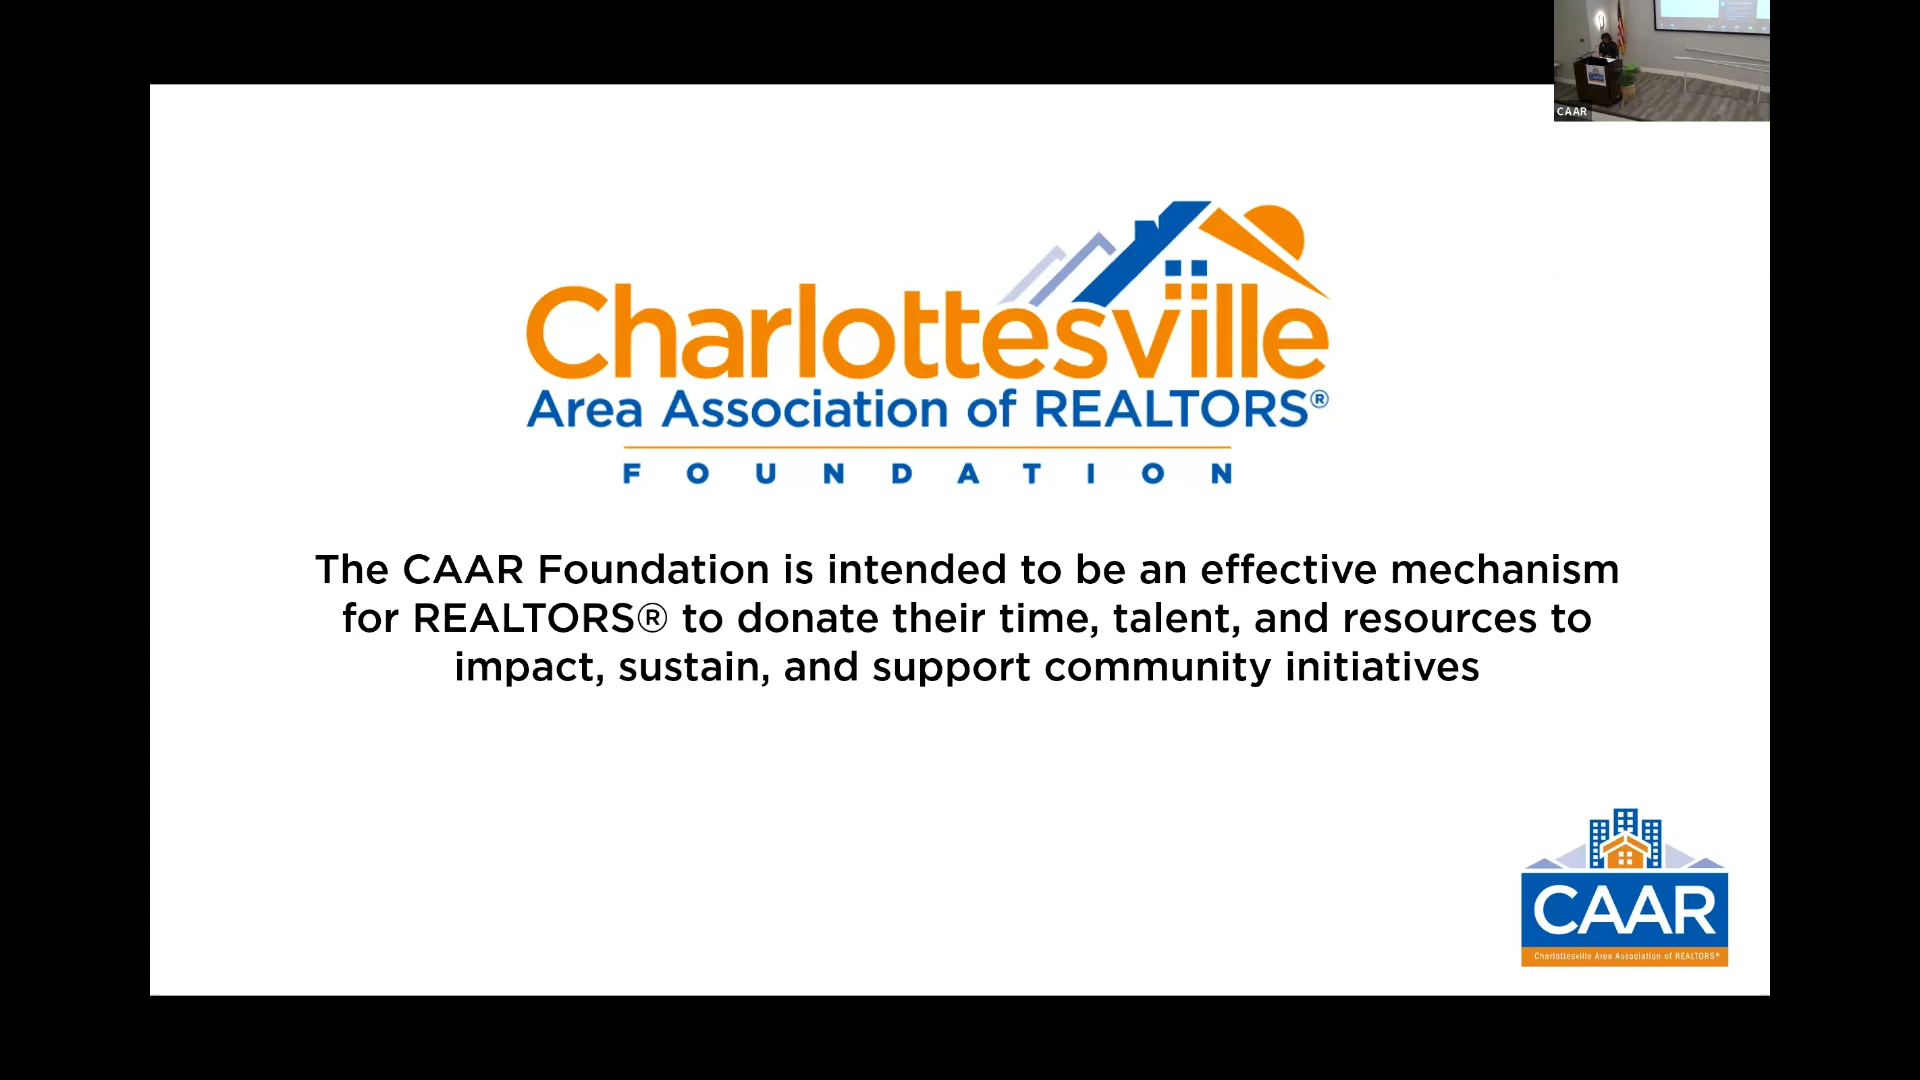 CAAR
Charlottesville
Area Association of REALTORS®
FOUNDATION
The CAAR Foundation is intended to be an effective mechanism
for REALTORS® to donate their time, talent, and resources to
impact, sustain, and support community initiatives
CAAR
Charlottesville Area Association of REALTORS®